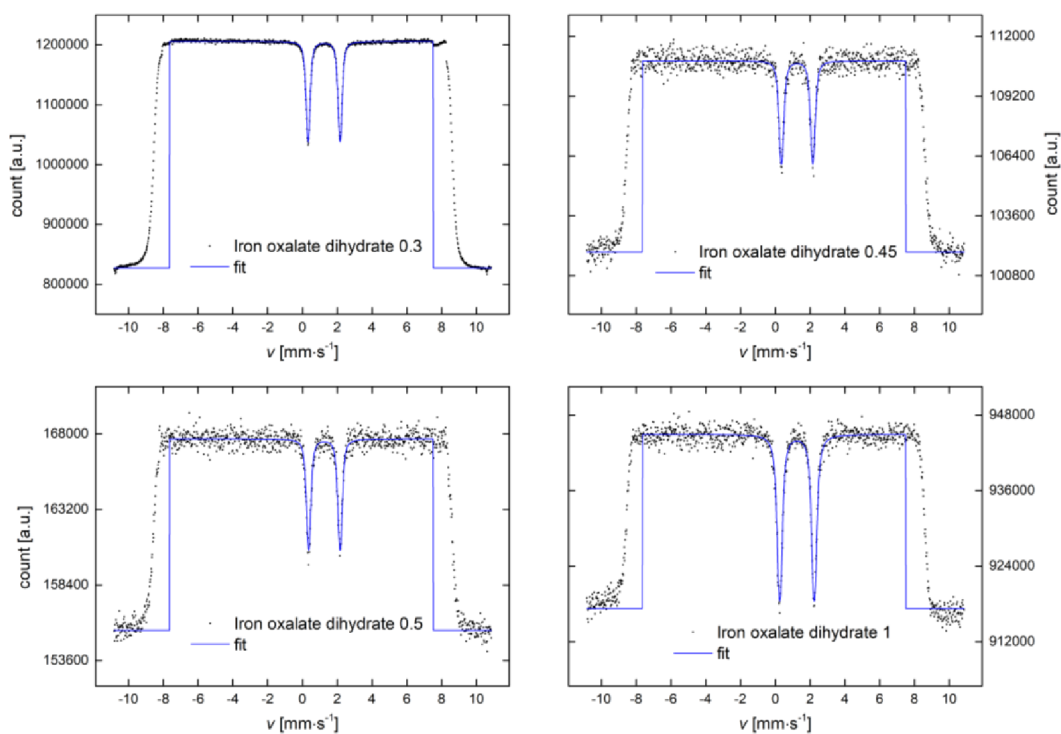 1200000
1100000
1000000
900000
800000
count [a.u.]
Iron oxalate dihydrate 0.3
fit
-10 -8 -6 -4 -2 0 2 4 6 8 10
v [mm·s⁻¹]
112000
109200
106400
103600
100800
count [a.u.]
Iron oxalate dihydrate 0.45
fit
-10 -8 -6 -4 -2 0 2 4 6 8 10
v [mm·s⁻¹]
168000
163200
158400
153600
count [a.u.]
Iron oxalate dihydrate 0.5
fit
-10 -8 -6 -4 -2 0 2 4 6 8 10
v [mm·s⁻¹]
948000
936000
924000
912000
Iron oxalate dihydrate 1
fit
-10 -8 -6 -4 -2 0 2 4 6 8 10
v [mm·s⁻¹]